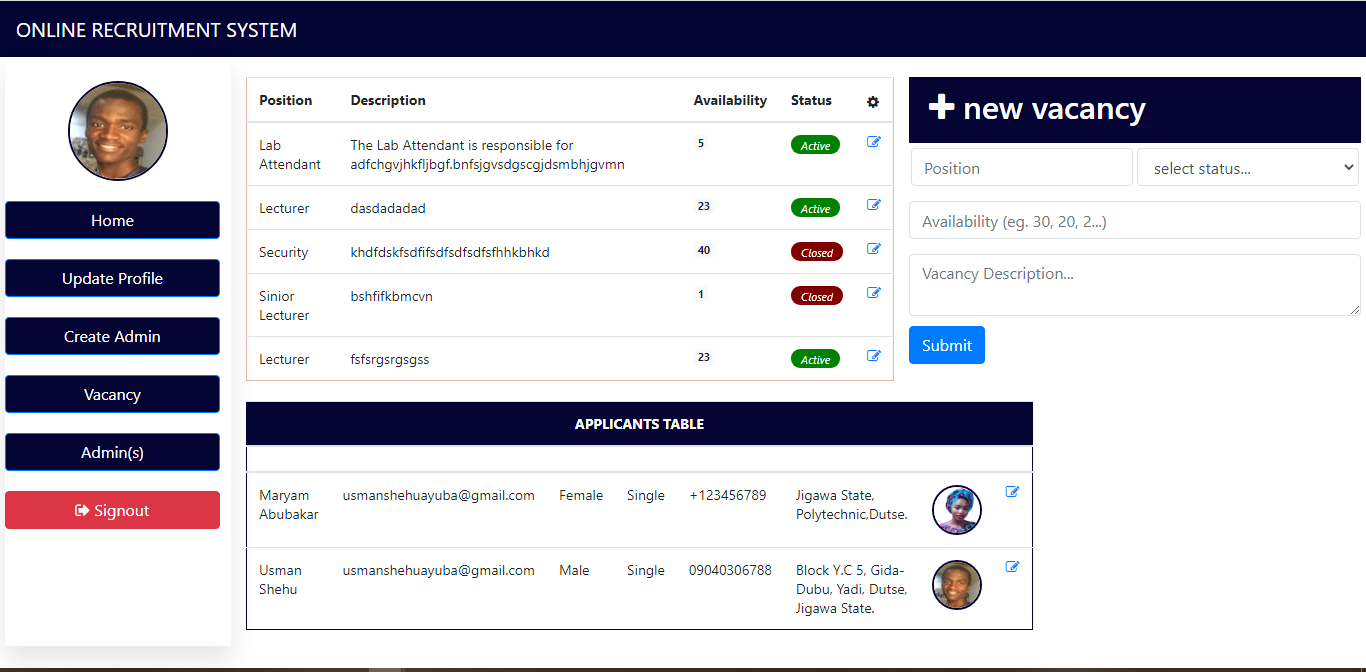 ONLINE RECRUITMENT SYSTEM
Home
Update Profile
Create Admin
Vacancy
Admin(s)
Signout
Position Description Availability Status
Lab The Lab Attendant is responsible for 5 Active
Attendant adfchgvjhkfljbgf.bnfsjgvsdgscgjdsmbhjgvmn
Lecturer dasdadadad 23 Active
Security khdfdskfsdfifsdfsdfsdfsfhhkbhkd 40 Closed
Sinior bshfifkbmcvn 1 Closed
Lecturer
Lecturer fsfsrgsrgsgss 23 Active
new vacancy
Position select status...
Availability (eg. 30, 20, 2...)
Vacancy Description...
Submit
APPLICANTS TABLE
Maryam usmanshehuayuba@gmail.com Female Single +123456789 Jigawa State,
Abubakar Polytechnic,Dutse.
Usman usmanshehuayuba@gmail.com Male Single 09040306788 Block Y.C 5, Gida-
Shehu Dubu, Yadi, Dutse,
Jigawa State.